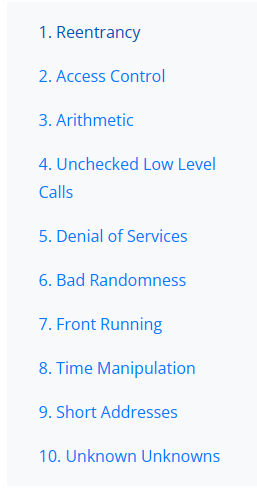 1. Reentrancy
2. Access Control
3. Arithmetic
4. Unchecked Low Level
Calls
5. Denial of Services
6. Bad Randomness
7. Front Running
8. Time Manipulation
9. Short Addresses
10. Unknown Unknowns